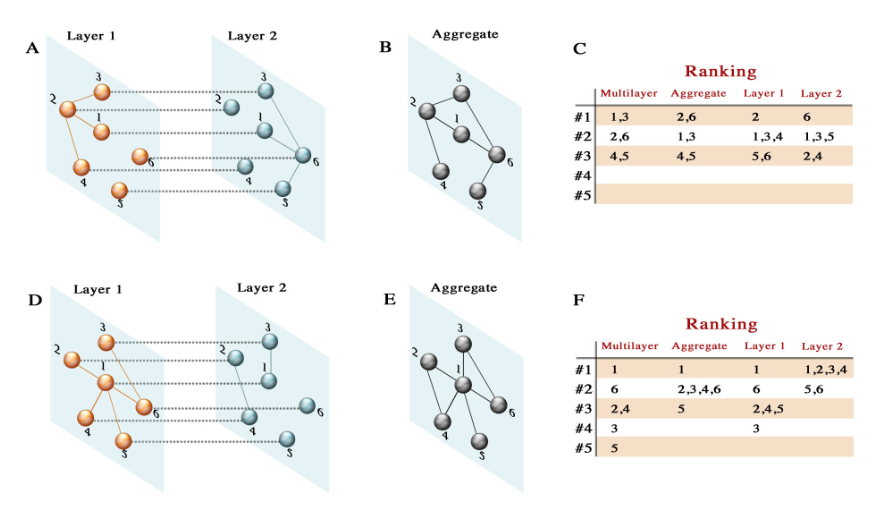 A
Layer 1
Layer 2
3
2
1
6
4
5
3
2
1
6
4
5
B
Aggregate
3
2
1
6
4
5
C
Ranking
Multilayer Aggregate Layer 1 Layer 2
#1 1,3 2,6 2 6
#2 2,6 1,3 1,3,4 1,3,5
#3 4,5 4,5 5,6 2,4
#4
#5
D
Layer 1
Layer 2
3
2
1
6
4
5
3
2
1
6
4
5
E
Aggregate
3
2
1
6
4
5
F
Ranking
Multilayer Aggregate Layer 1 Layer 2
#1 1 1 1 1,2,3,4
#2 6 2,3,4,6 6 5,6
#3 2,4 5 2,4,5
#4 3 3
#5 5